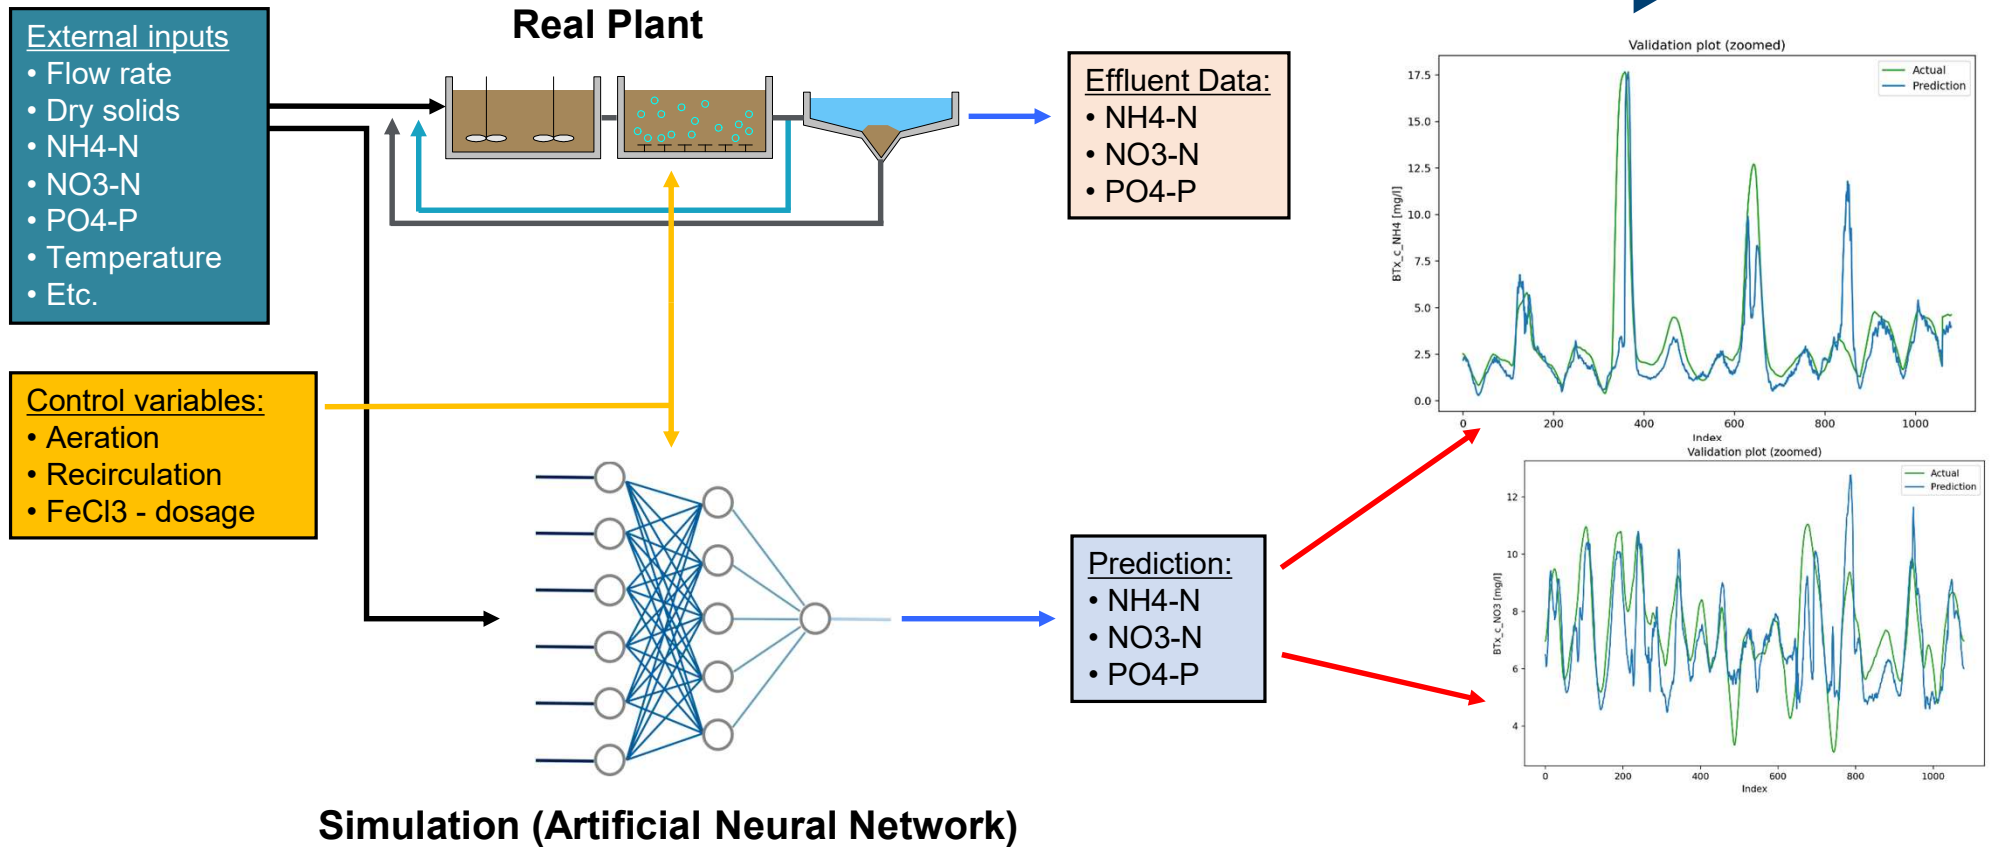 Real Plant
External inputs
• Flow rate
• Dry solids
• NH4-N
• NO3-N
• PO4-P
• Temperature
• Etc.
Control variables:
• Aeration
• Recirculation
• FeCl3 - dosage
Effluent Data:
• NH4-N
• NO3-N
• PO4-P
Prediction:
• NH4-N
• NO3-N
• PO4-P
Simulation (Artificial Neural Network)
Validation plot (zoomed)
Actual
Prediction
BTx_c_NH4 [mg/l]
17.5
15.0
12.5
10.0
7.5
5.0
2.5
0.0
0 200 400 600 800 1000
Index
Validation plot (zoomed)
Actual
Prediction
BTx_c_NO3 [mg/l]
12
10
8
6
4
0 200 400 600 800 1000
Index